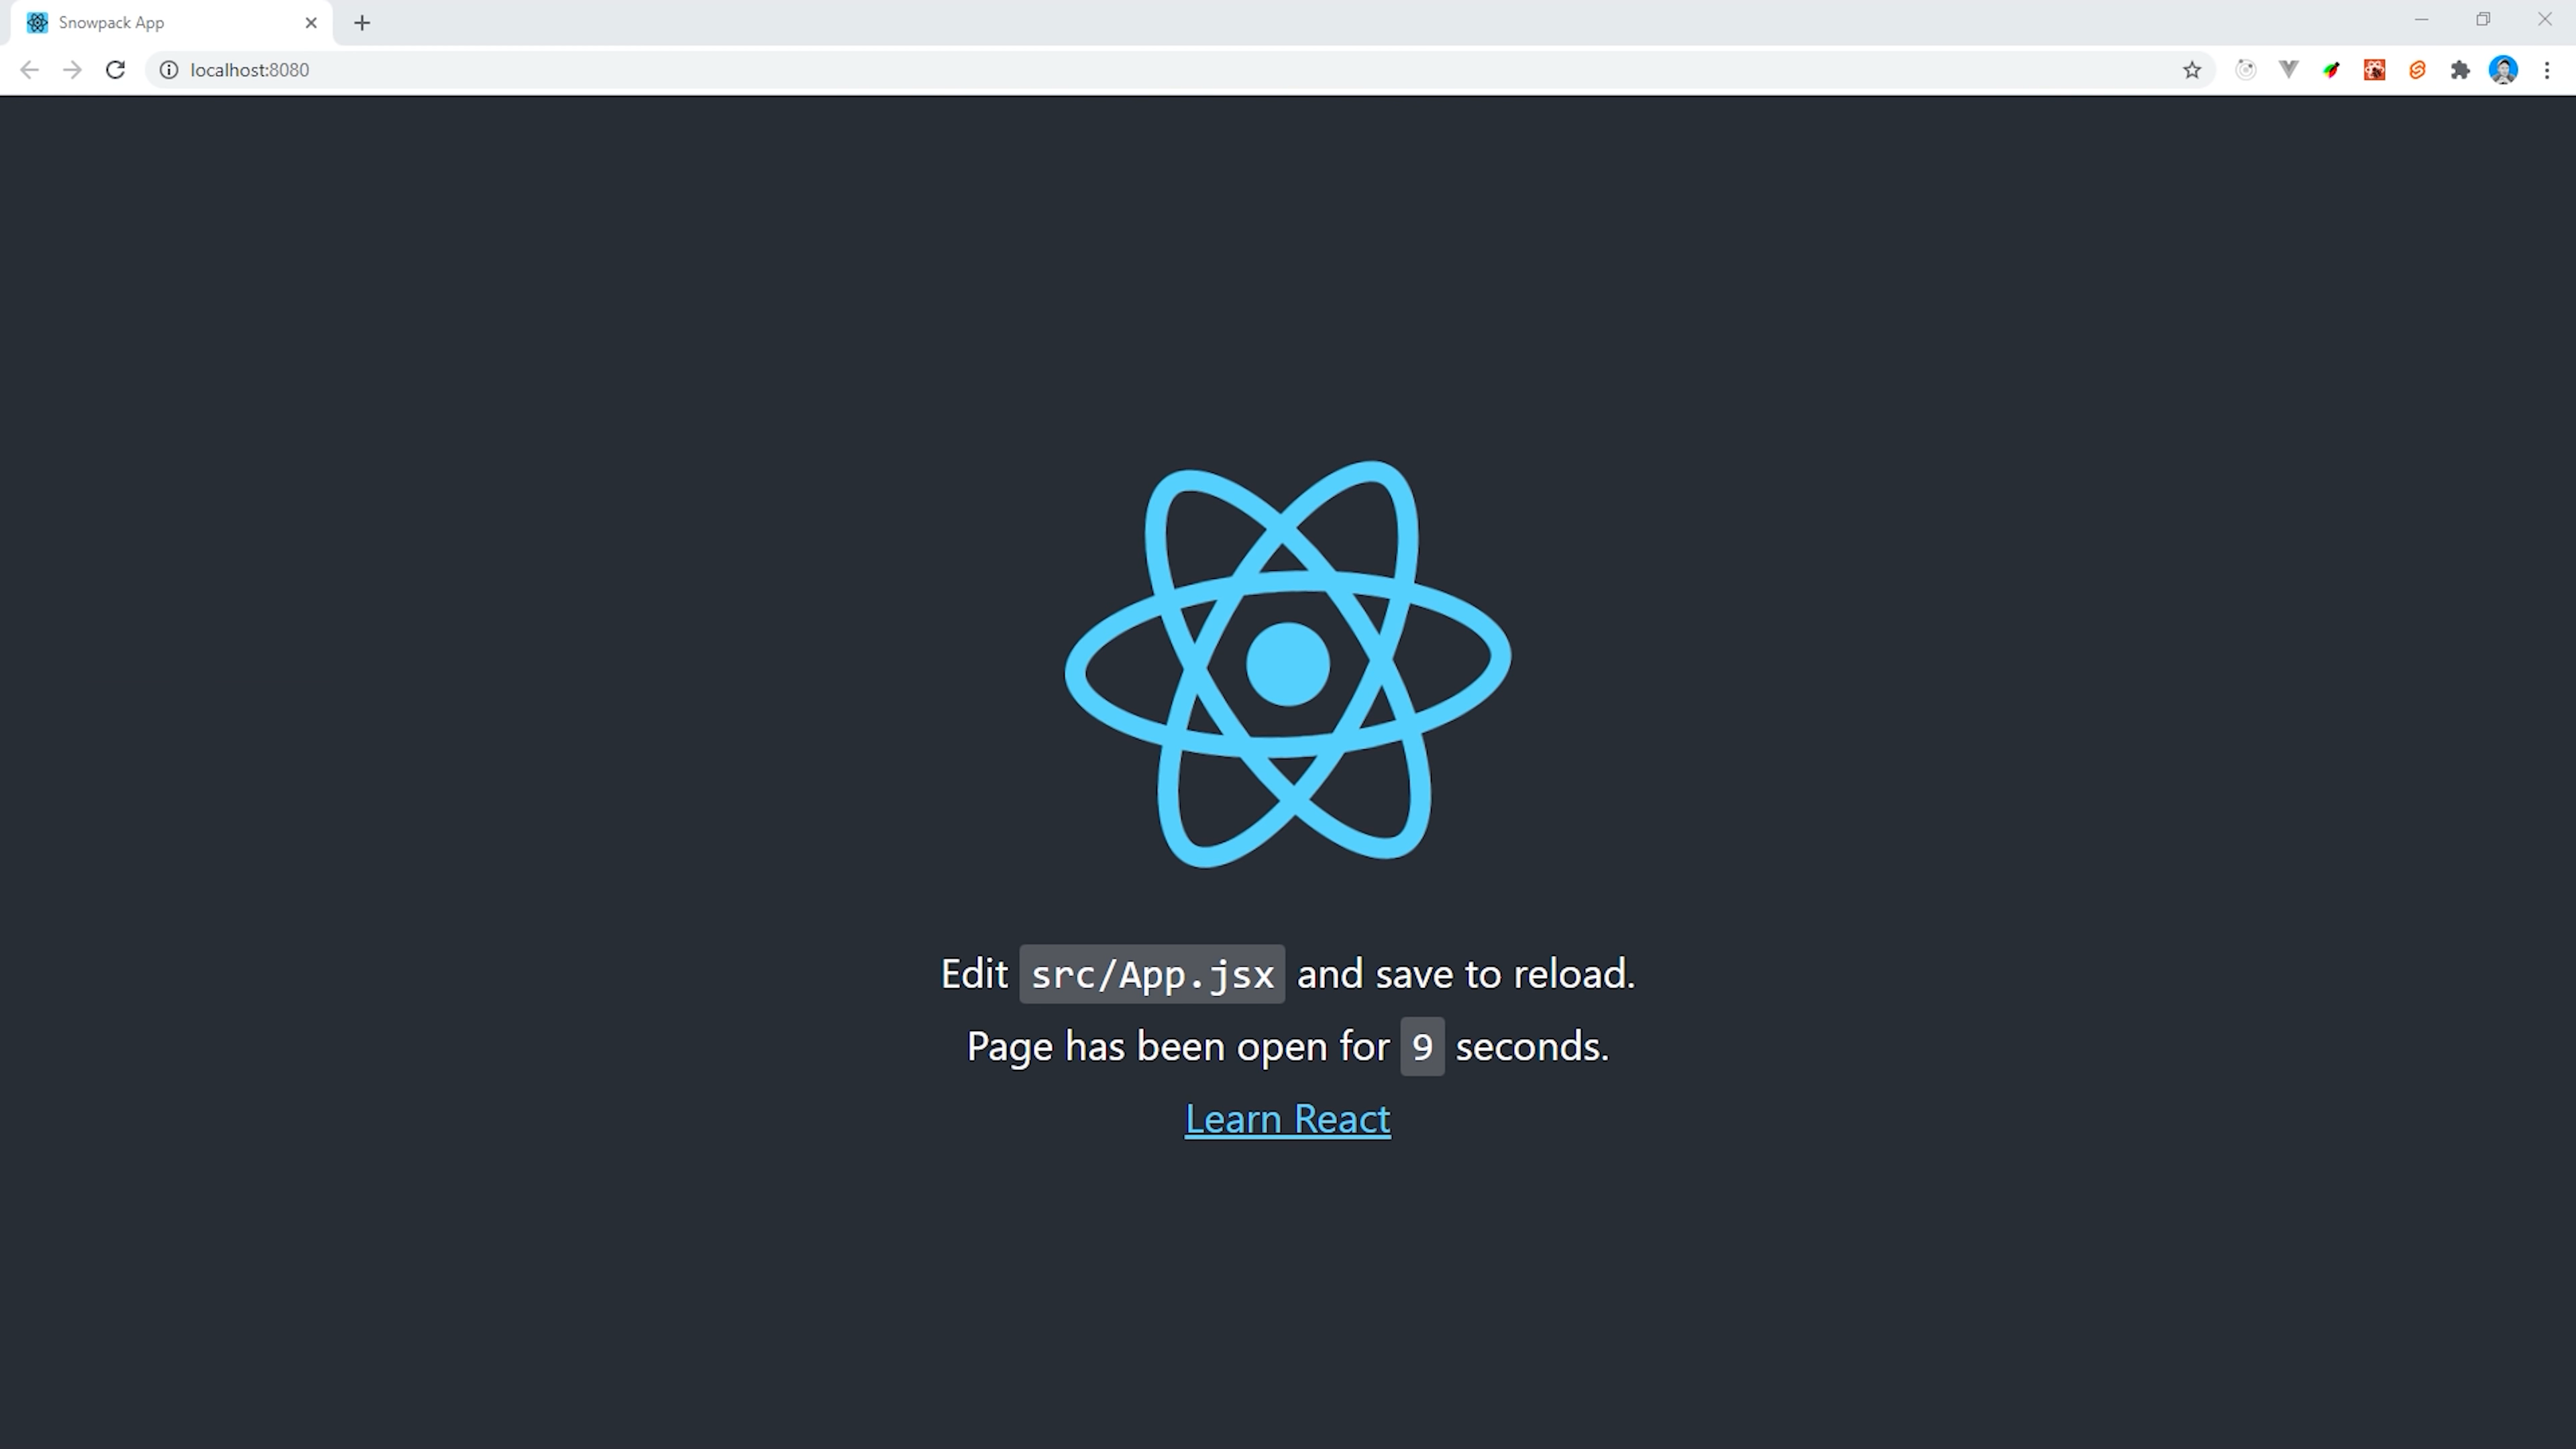 Snowpack App
localhost:8080
Edit src/App.jsx and save to reload.
Page has been open for 9 seconds.
Learn React